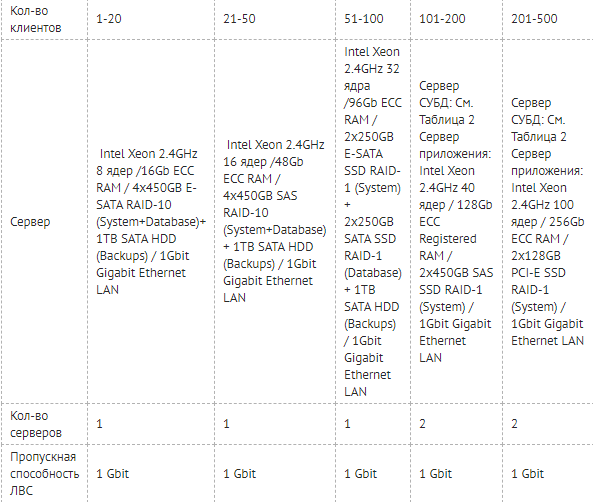 Кол-во
клиентов
1-20
21-50
51-100
101-200
201-500
Сервер
Intel Xeon 2.4GHz
8 ядер /16Gb ECC
RAM / 4x450GB E-
SATA RAID-10
(System+Database)+
1TB SATA HDD
(Backups) / 1Gbit
Gigabit Ethernet
LAN
Intel Xeon 2.4GHz
16 ядер /48Gb
ECC RAM /
4x450GB SAS
RAID-10
(System+Database)
+ 1TB SATA HDD
(Backups) / 1Gbit
Gigabit Ethernet
LAN
Intel Xeon
2.4GHz 32
ядра
/96Gb ECC
RAM /
2x250GB
E-SATA
SSD RAID-
1 (System)
+
2x250GB
SATA SSD
RAID-1
(Database)
+ 1TB
SATA HDD
(Backups)
/ 1Gbit
Gigabit
Ethernet
LAN
Сервер
СУБД: См.
Таблица 2
Сервер
приложения:
Intel Xeon
2.4GHz 40
ядер / 128Gb
ECC
Registered
RAM /
2x450GB SAS
SSD RAID-1
(System) /
1Gbit Gigabit
Ethernet
LAN
Сервер
СУБД: См.
Таблица 2
Сервер
приложения:
Intel Xeon
2.4GHz 100
ядер / 256Gb
ECC RAM /
2x128GB
PCI-E SSD
RAID-1
(System) /
1Gbit Gigabit
Ethernet LAN
Кол-во
серверов
1
1
1
2
2
Пропускная
способность
ЛВС
1 Gbit
1 Gbit
1 Gbit
1 Gbit
1 Gbit